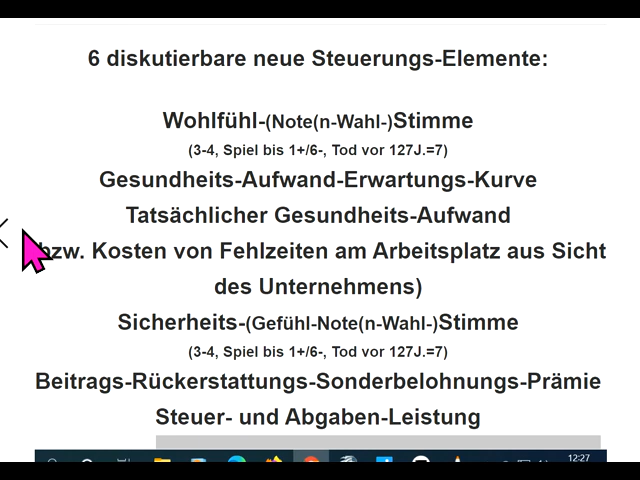 6 diskutierbare neue Steuerungs-Elemente:
Wohlfühl-(Note(n-Wahl-)Stimme
(3-4, Spiel bis 1+/6-, Tod vor 127J.=7)
Gesundheits-Aufwand-Erwartungs-Kurve
Tatsächlicher Gesundheits-Aufwand
bzw. Kosten von Fehlzeiten am Arbeitsplatz aus Sicht
des Unternehmens)
Sicherheits-(Gefühl-Note(n-Wahl-)Stimme
(3-4, Spiel bis 1+/6-, Tod vor 127J.=7)
Beitrags-Rückerstattungs-Sonderbelohnungs-Prämie
Steuer- und Abgaben-Leistung
12:27